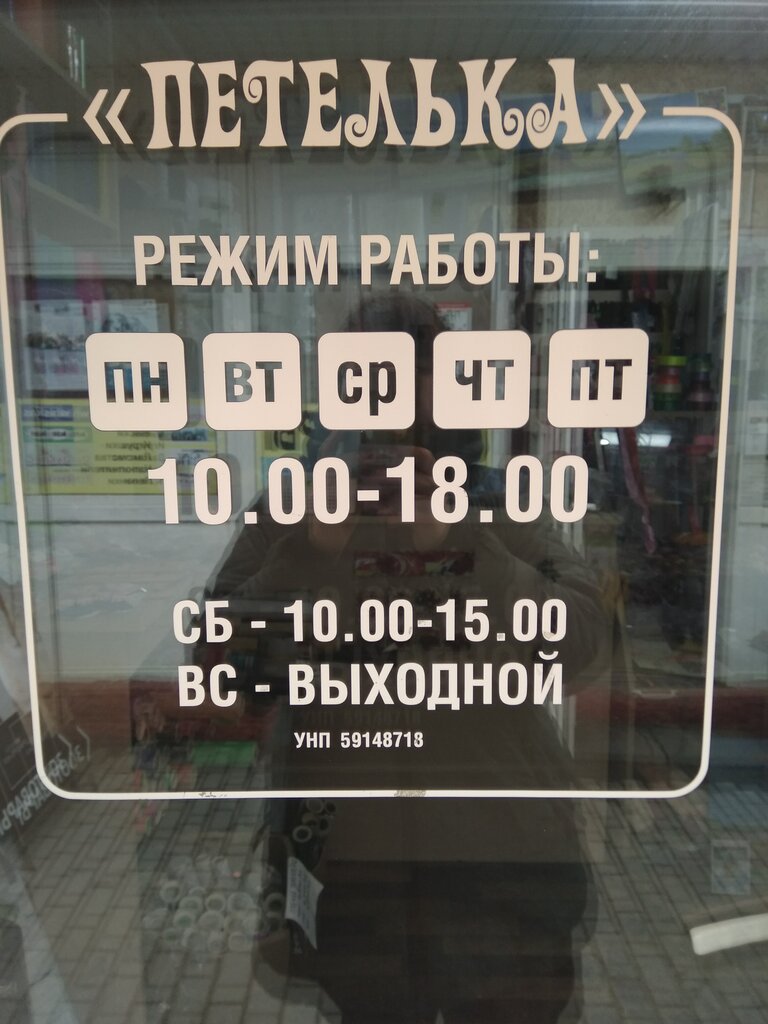 «ПЕТЕЛЬКА»
РЕЖИМ РАБОТЫ:
ПН ВТ СР ЧТ ПТ
10.00-18.00
СБ - 10.00-15.00
ВС - ВЫХОДНОЙ
УНП 59148718